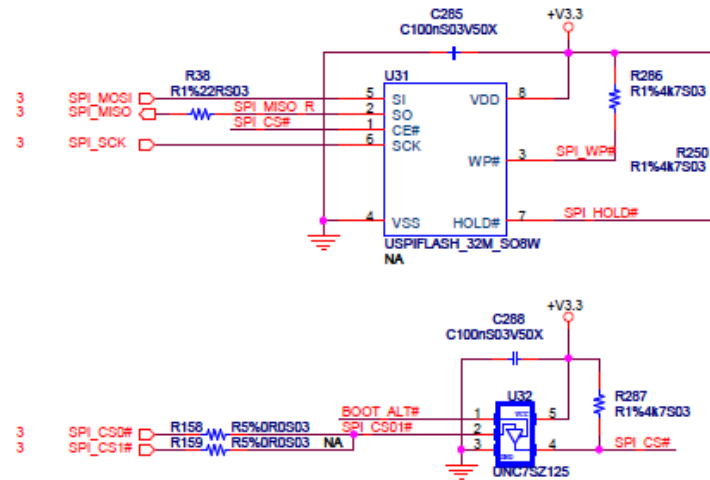 C285
C100nS03V50X
+V3.3
R38
R1%22RS03
U31
R286
R1%4k7S03
3 SPI_MOSI 5 SI VDD 8
3 SPI_MISO SPI_MISO_R 2 SO
SPI_CS# 1 CE#
3 SPI_SCK 6 SCK
WP# 3 SPI_WP#
R250
R1%4k7S03
4 VSS HOLD# 7 SPI_HOLD#
USPIFLASH_32M_SO8W
NA
+V3.3
C288
C100nS03V50X
U32
R287
R1%4k7S03
BOOT_ALT# 1 VCC 5
3 SPI_CS0# R158 R5%0R0S03 SPI_CS01# 2
3 SPI_CS1# R159 R5%0R0S03 NA 3 4 SPI_CS#
UNC7SZ125